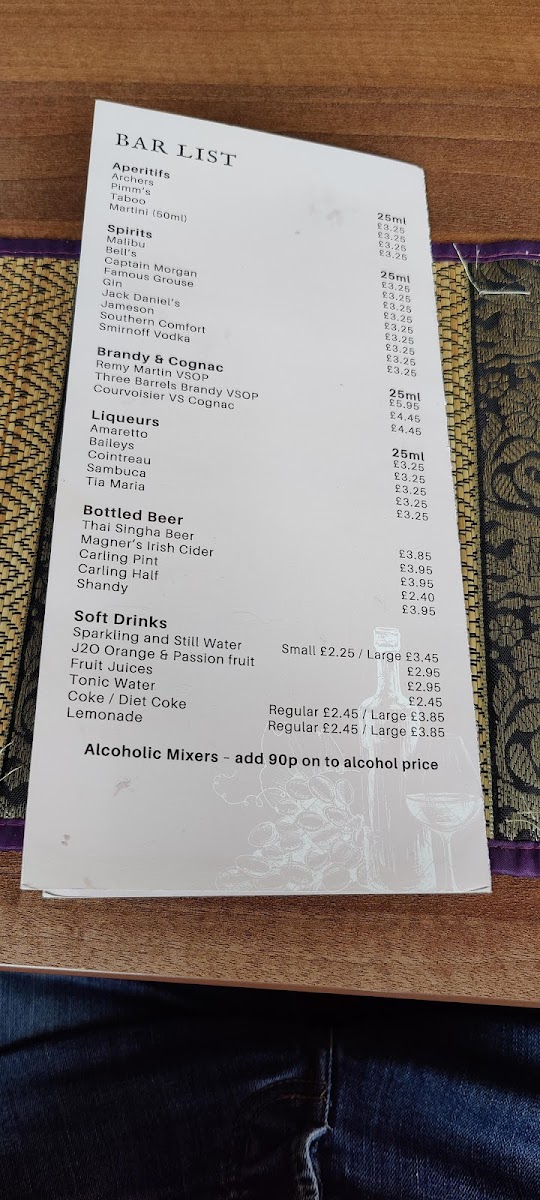 BAR LIST
Aperitifs 25ml
Archers £3.25
Pimm's £3.25
Taboo £3.25
Martini (50ml) £3.25
Spirits 25ml
Malibu £3.25
Bell's £3.25
Captain Morgan £3.25
Famous Grouse £3.25
Gin £3.25
Jack Daniel's £3.25
Jameson £3.25
Southern Comfort £3.25
Smirnoff Vodka £3.25
Brandy & Cognac 25ml
Remy Martin VSOP £5.95
Three Barrels Brandy VSOP £4.45
Courvoisier VS Cognac £4.45
Liqueurs 25ml
Amaretto £3.25
Baileys £3.25
Cointreau £3.25
Sambuca £3.25
Tia Maria £3.25
Bottled Beer
Thai Singha Beer £3.85
Magner's Irish Cider £3.95
Carling Pint £3.95
Carling Half £2.40
Shandy £3.95
Soft Drinks
Sparkling and Still Water Small £2.25 / Large £3.45
J2O Orange & Passion fruit £2.95
Fruit Juices £2.95
Tonic Water £2.45
Coke / Diet Coke Regular £2.45 / Large £3.85
Lemonade Regular £2.45 / Large £3.85
Alcoholic Mixers - add 90p on to alcohol price